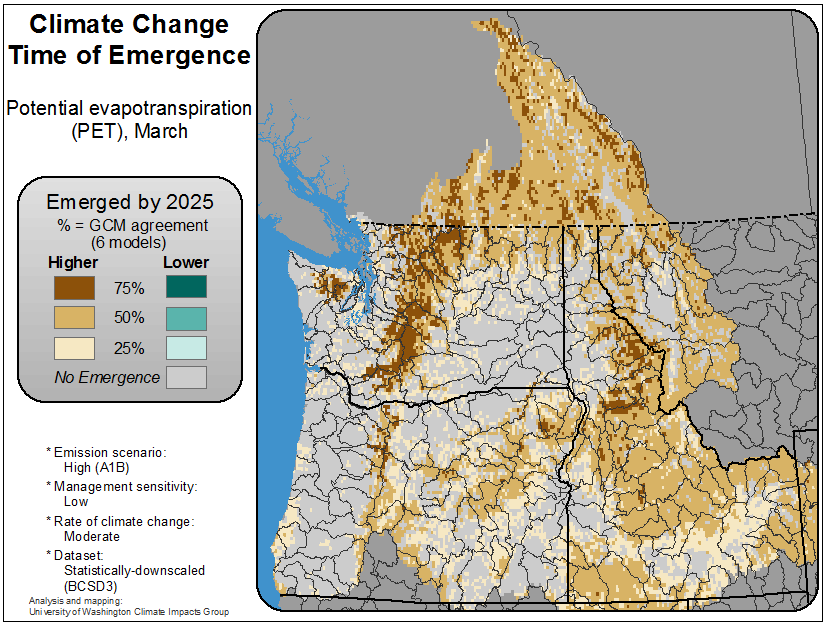 Climate Change
Time of Emergence
Potential evapotranspiration
(PET), March
Emerged by 2025
% = GCM agreement
(6 models)
Higher Lower
75%
50%
25%
No Emergence
* Emission scenario:
High (A1B)
* Management sensitivity:
Low
* Rate of climate change:
Moderate
* Dataset:
Statistically-downscaled
(BCSD3)
Analysis and mapping:
University of Washington Climate Impacts Group